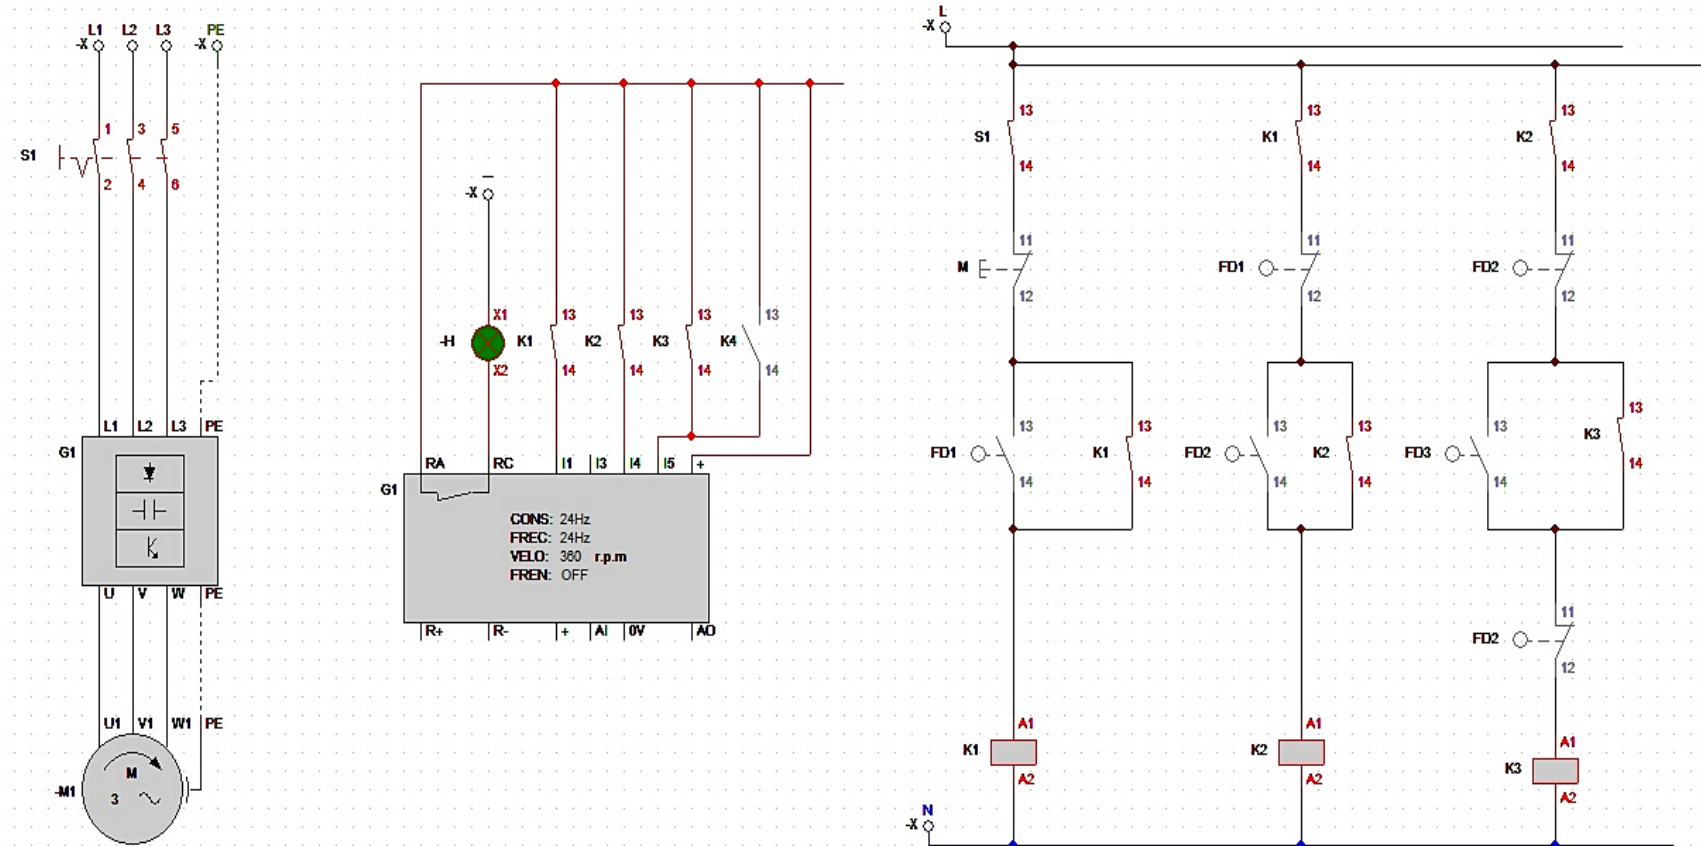 L1 L2 L3 PE
-X -X
1 3 5
S1
2 4 6
L1 L2 L3 PE
G1
U V W PE
U1 V1 W1 PE
M
3
-M1
-X
X1
-H
X2
K1 13 14
K2 13 14
K3 13 14
K4 13 14
RA RC I1 I3 I4 I5 +
G1
CONS: 24Hz
FREC: 24Hz
VELO: 360 r.p.m
FREN: OFF
R+ R- + AI 0V AO
L
-X
S1 13 14
M 11 12
FD1 13 14
K1 13 14
K1 A1 A2
K1 13 14
FD1 11 12
FD2 13 14
K2 13 14
K2 A1 A2
K2 13 14
FD2 11 12
FD3 13 14
K3 13 14
FD2 11 12
K3 A1 A2
N
-X